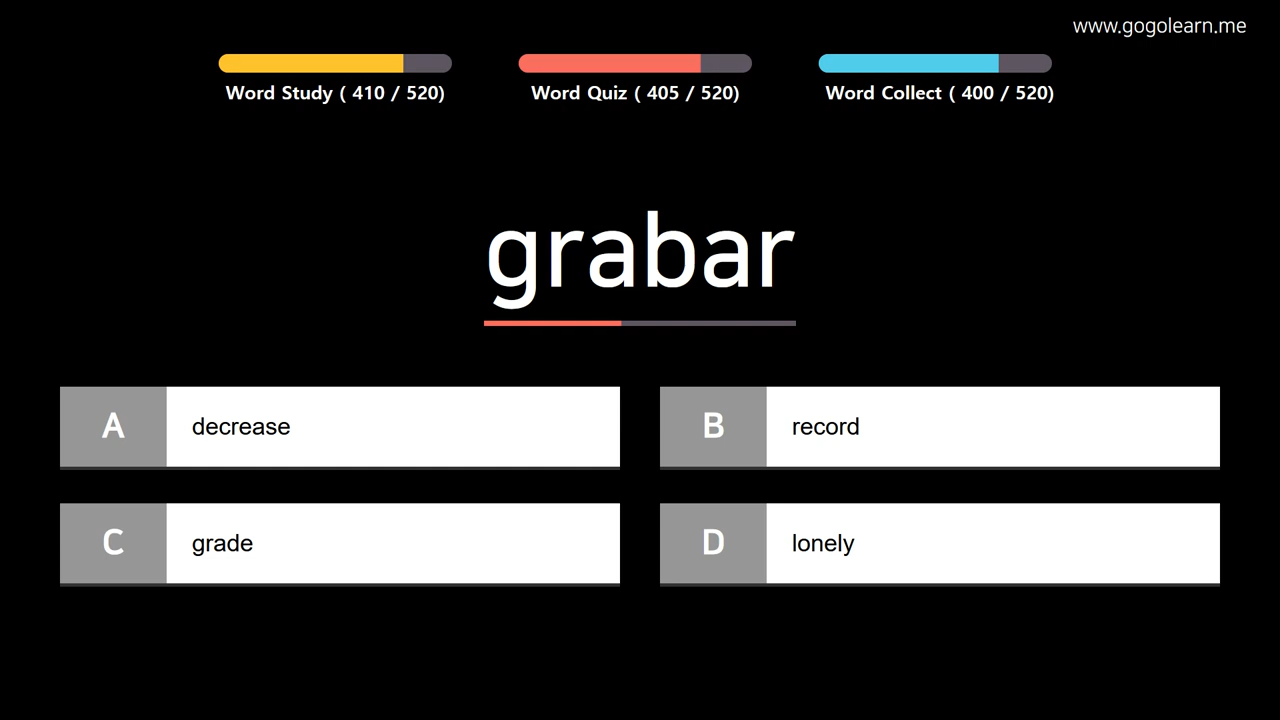 www.gogolearn.me
Word Study ( 410 / 520)
Word Quiz ( 405 / 520)
Word Collect ( 400 / 520)
grabar
A decrease
B record
C grade
D lonely